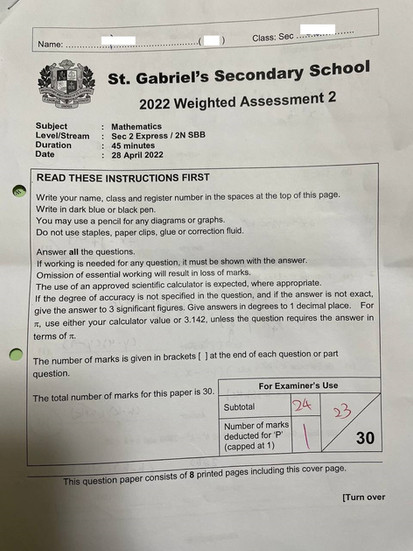 Name: ( )
Class: Sec
St. Gabriel's Secondary School
2022 Weighted Assessment 2
Subject : Mathematics
Level/Stream : Sec 2 Express / 2N SBB
Duration : 45 minutes
Date : 28 April 2022
READ THESE INSTRUCTIONS FIRST
Write your name, class and register number in the spaces at the top of this page.
Write in dark blue or black pen.
You may use a pencil for any diagrams or graphs.
Do not use staples, paper clips, glue or correction fluid.
Answer all the questions.
If working is needed for any question, it must be shown with the answer.
Omission of essential working will result in loss of marks.
The use of an approved scientific calculator is expected, where appropriate.
If the degree of accuracy is not specified in the question, and if the answer is not exact,
give the answer to 3 significant figures. Give answers in degrees to 1 decimal place. For
π, use either your calculator value or 3.142, unless the question requires the answer in
terms of π.
The number of marks is given in brackets [ ] at the end of each question or part
question.
The total number of marks for this paper is 30.
For Examiner's Use
Subtotal 24
23
Number of marks
deducted for 'P'
(capped at 1)
1
30
This question paper consists of 8 printed pages including this cover page.
[Turn over